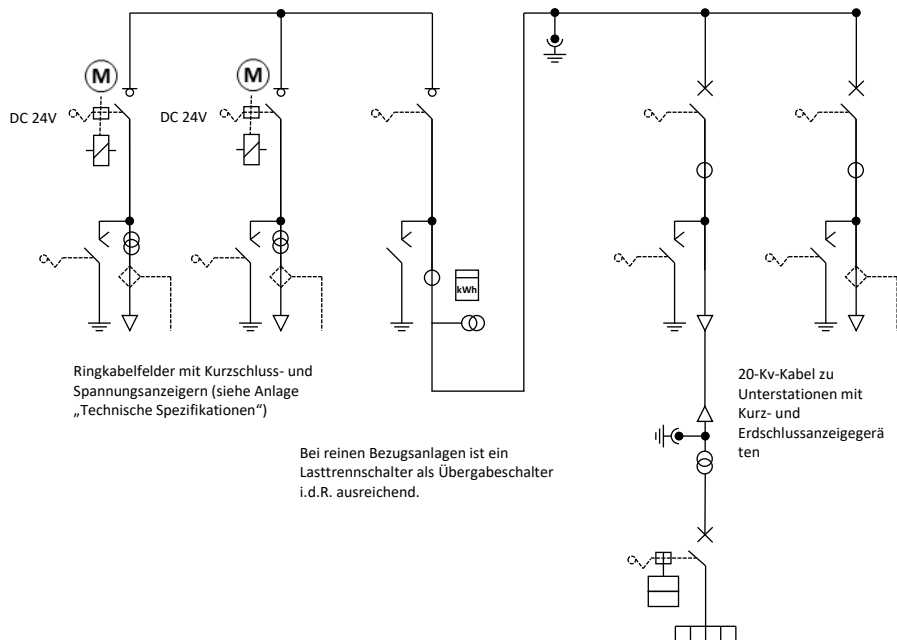 M
M
DC 24V
DC 24V
kWh
Ringkabelfelder mit Kurzschluss- und
Spannungsanzeigern (siehe Anlage
„Technische Spezifikationen“)
20-Kv-Kabel zu
Unterstationen mit
Kurz- und
Erdschlussanzeigegerä
ten
Bei reinen Bezugsanlagen ist ein
Lasttrennschalter als Übergabeschalter
i.d.R. ausreichend.